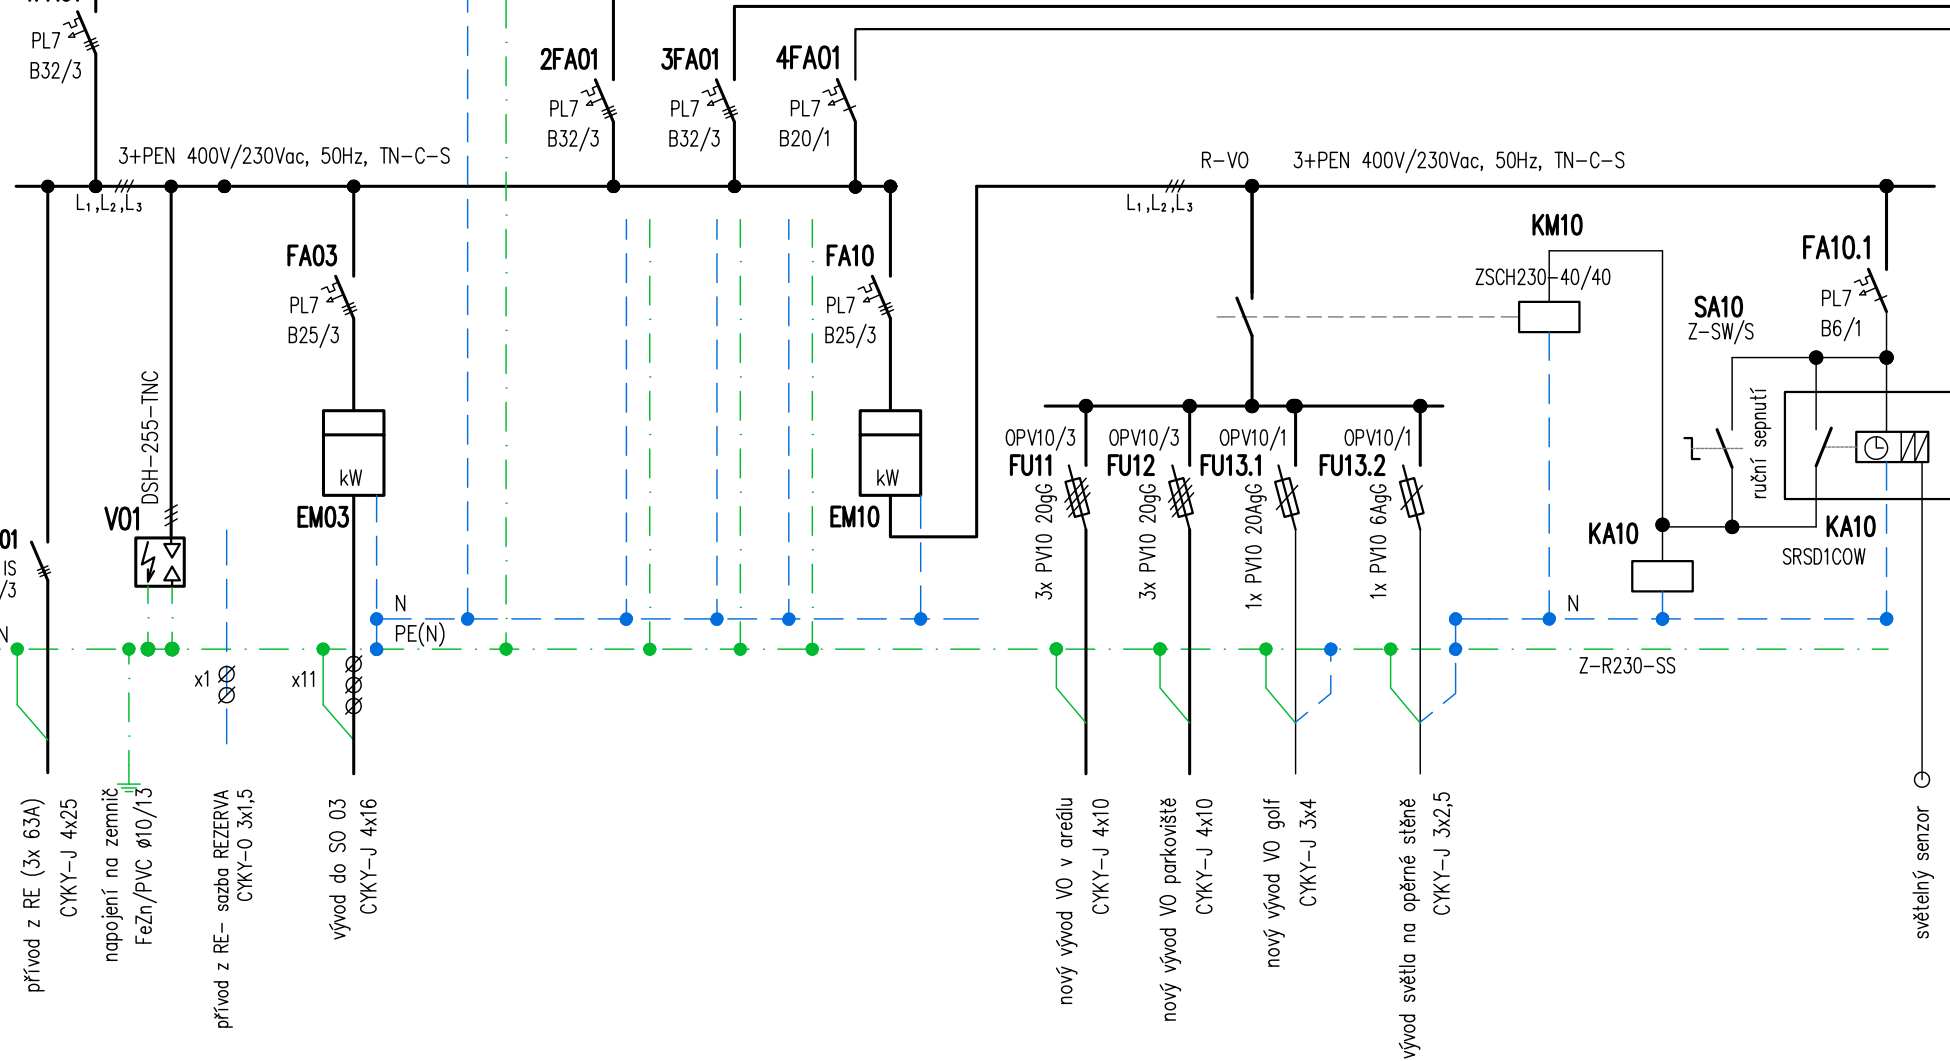 PL7
B32/3
2FA01
PL7
B32/3
3FA01
PL7
B32/3
4FA01
PL7
B20/1
3+PEN 400V/230Vac, 50Hz, TN-C-S
L1,L2,L3
R-VO
3+PEN 400V/230Vac, 50Hz, TN-C-S
L1,L2,L3
FA03
PL7
B25/3
FA10
PL7
B25/3
KM10
ZSCH230-40/40
SA10
Z-SW/S
FA10.1
PL7
B6/1
DSH-255-TNC
V01
kW
EM03
kW
EM10
OPV10/3
FU11
3x PV10 20gG
OPV10/3
FU12
3x PV10 20gG
OPV10/1
FU13.1
1x PV10 20AgG
OPV10/1
FU13.2
1x PV10 6AgG
ruční sepnutí
KA10
KA10
SRSD1COW
01
IS
/3
N
N
PE(N)
N
Z-R230-SS
x1
x11
přívod z RE (3x 63A)
CYKY-J 4x25
napojení na zemnič
FeZn/PVC ø10/13
přívod z RE- sazba REZERVA
CYKY-O 3x1,5
vývod do SO 03
CYKY-J 4x16
nový vývod VO v areálu
CYKY-J 4x10
nový vývod VO parkoviště
CYKY-J 4x10
nový vývod VO golf
CYKY-J 3x4
vývod světla na opěrné stěně
CYKY-J 3x2,5
světelný senzor